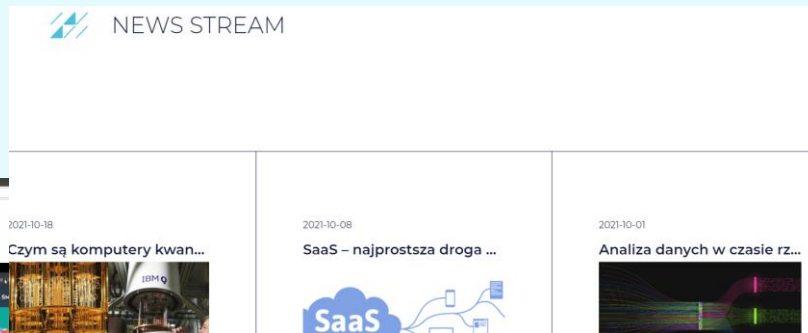 NEWS STREAM
2021-10-18
Czym są komputery kwan...
IBM Q
2021-10-08
SaaS – najprostsza droga ...
SaaS
2021-10-01
Analiza danych w czasie rz...